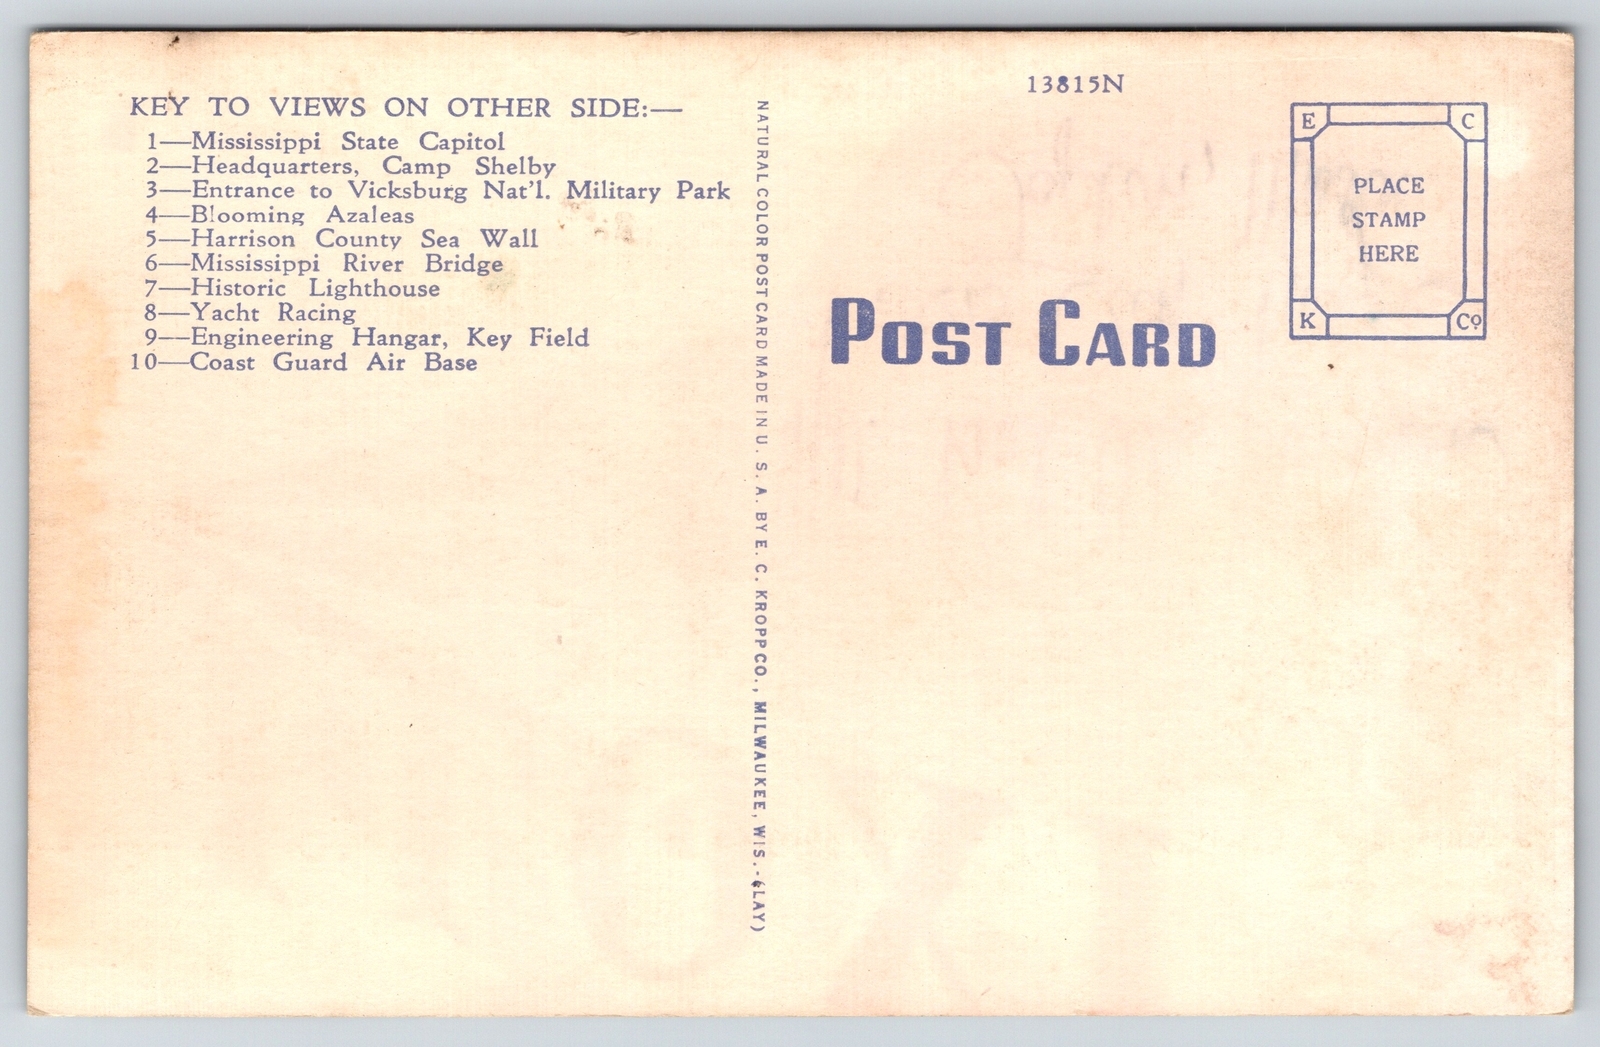 KEY TO VIEWS ON OTHER SIDE:—
1—Mississippi State Capitol
2—Headquarters, Camp Shelby
3—Entrance to Vicksburg Nat'l. Military Park
4—Blooming Azaleas
5—Harrison County Sea Wall
6—Mississippi River Bridge
7—Historic Lighthouse
8—Yacht Racing
9—Engineering Hangar, Key Field
10—Coast Guard Air Base
NATURAL COLOR POST CARD MADE IN U. S. A. BY E. C. KROPP CO., MILWAUKEE, WIS.-(LAY)
13815N
POST CARD
E C
PLACE
STAMP
HERE
K Cº